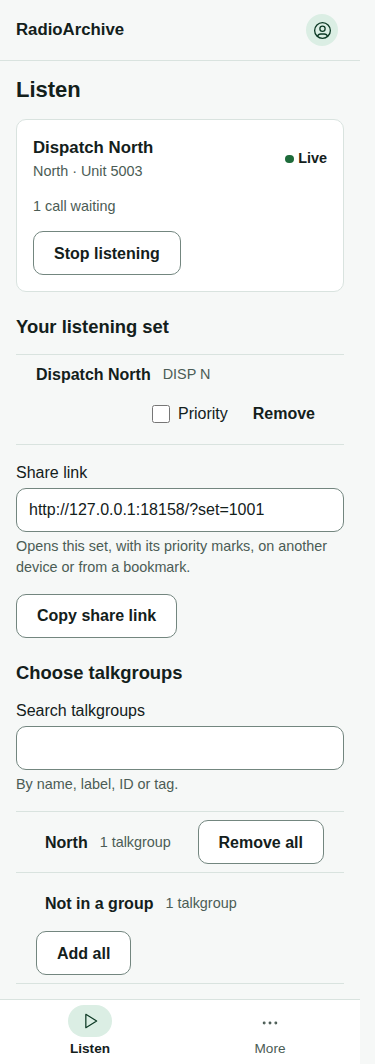 RadioArchive
Listen
Dispatch North
North · Unit 5003
Live
1 call waiting
Stop listening
Your listening set
Dispatch North DISP N
Priority Remove
Share link
http://127.0.0.1:18158/?set=1001
Opens this set, with its priority marks, on another
device or from a bookmark.
Copy share link
Choose talkgroups
Search talkgroups
By name, label, ID or tag.
North 1 talkgroup Remove all
Not in a group 1 talkgroup
Add all
Listen More